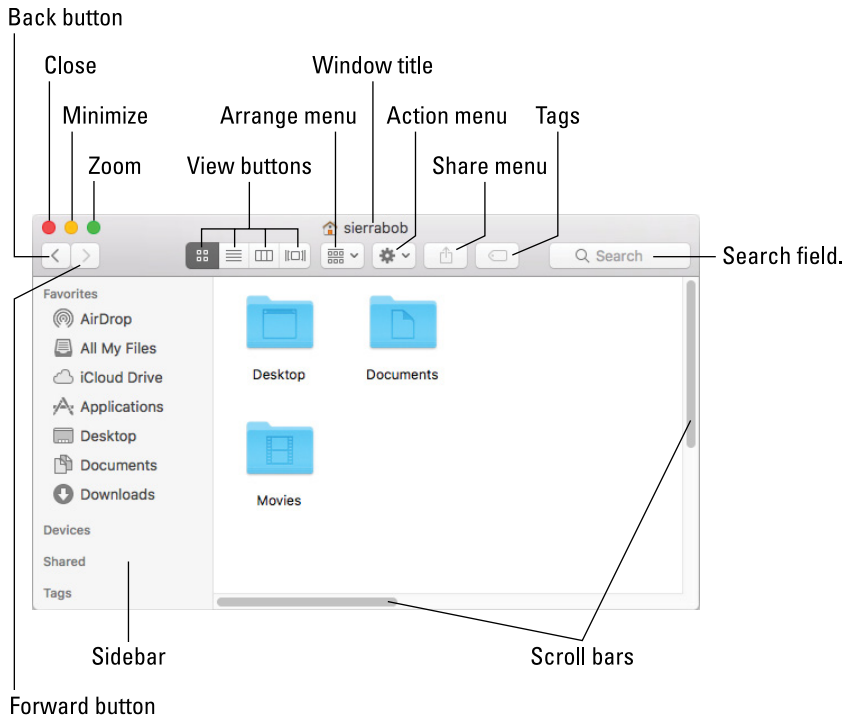 Back button
Close
Window title
Minimize
Arrange menu
Action menu
Tags
Zoom
View buttons
Share menu
sierrabob
Search
Search field.
Favorites
AirDrop
All My Files
iCloud Drive
Applications
Desktop
Documents
Downloads
Devices
Shared
Tags
Desktop
Documents
Movies
Sidebar
Scroll bars
Forward button